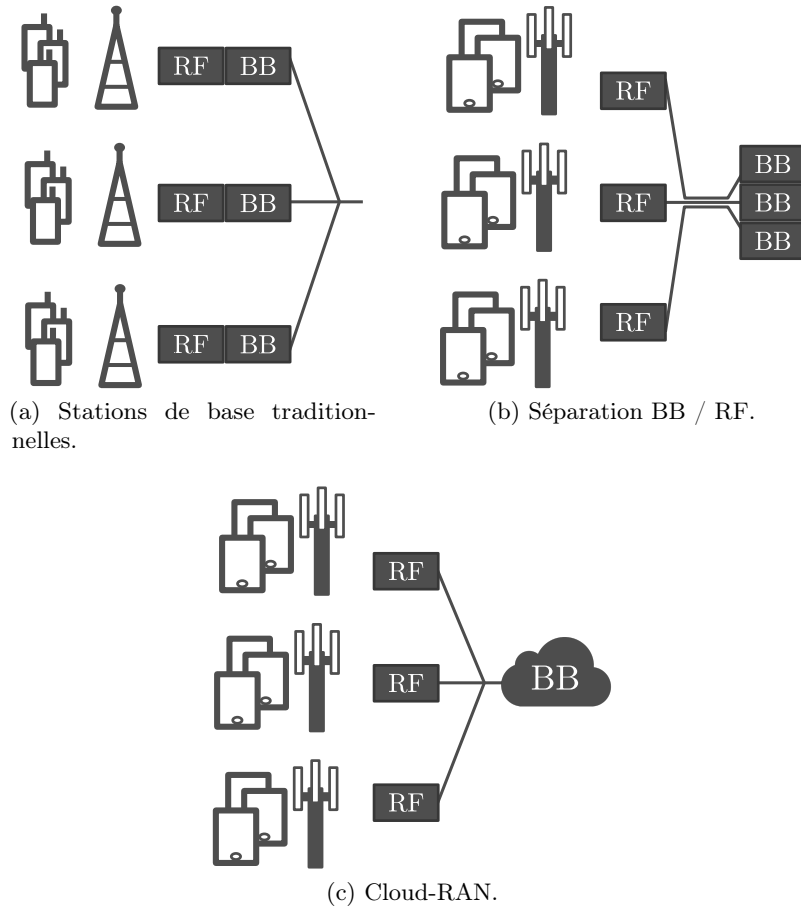 RF BB
RF BB
RF BB
(a) Stations de base tradition-
nelles.
RF
BB
RF BB
BB
RF
(b) Séparation BB / RF.
RF
RF BB
RF
(c) Cloud-RAN.